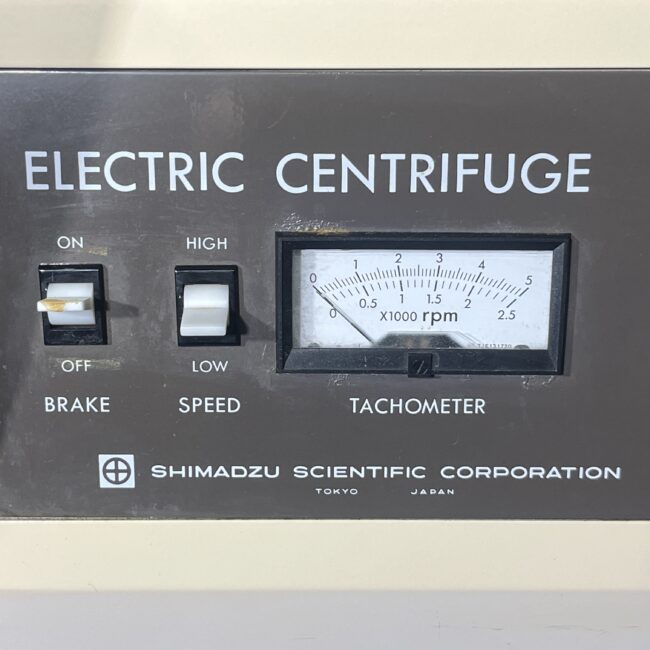 ELECTRIC CENTRIFUGE
ON
HIGH
0 1 2 3 4 5
0 0.5 1 1.5 2 2.5
X1000 rpm
OFF
LOW
BRAKE
SPEED
TACHOMETER
SHIMADZU SCIENTIFIC CORPORATION
TOKYO JAPAN